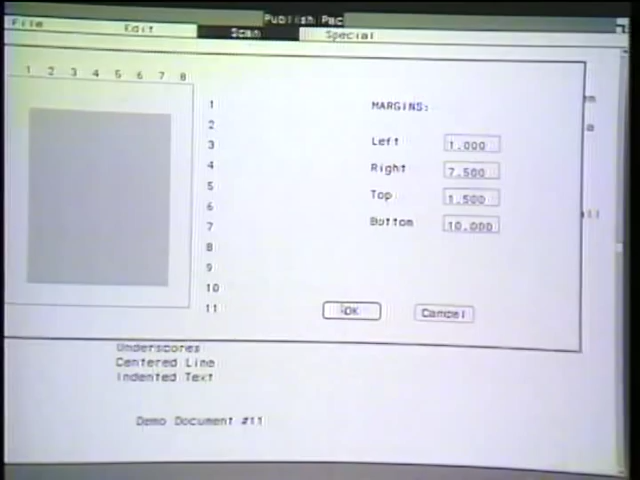 Publish Pac
File Edit Scan Special
1 2 3 4 5 6 7 8
1
2
3
4
5
6
7
8
9
10
11
MARGINS:
Left 1.000
Right 7.500
Top 1.500
Bottom 10.000
OK Cancel
Underscores
Centered Line
Indented Text
Demo Document #11